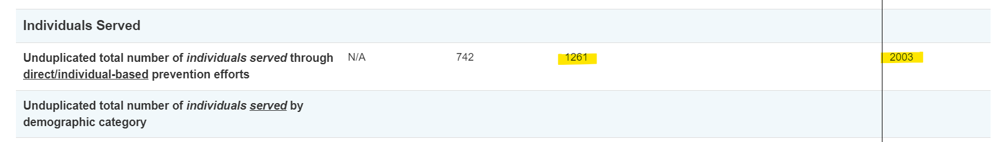 Individuals Served
Unduplicated total number of individuals served through N/A 742 1261 2003
direct/individual-based prevention efforts
Unduplicated total number of individuals served by
demographic category